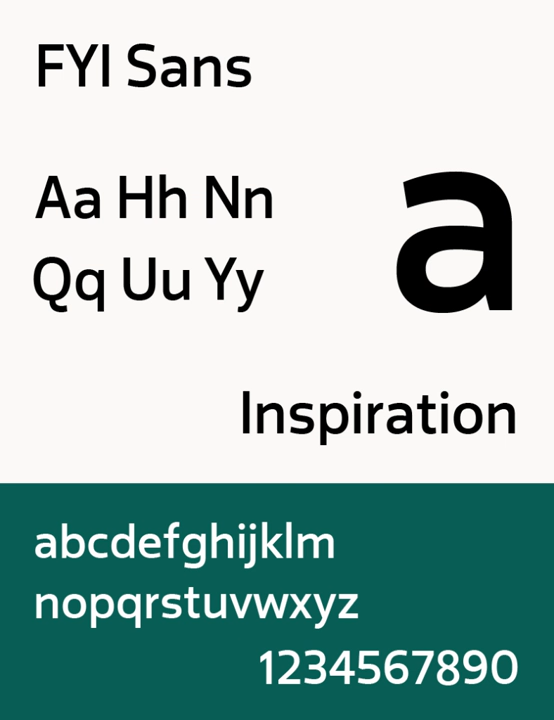 FYI Sans
Aa Hh Nn
a
Qq Uu Yy
Inspiration
abcdefghijklm
nopqrstuvwxyz
1234567890